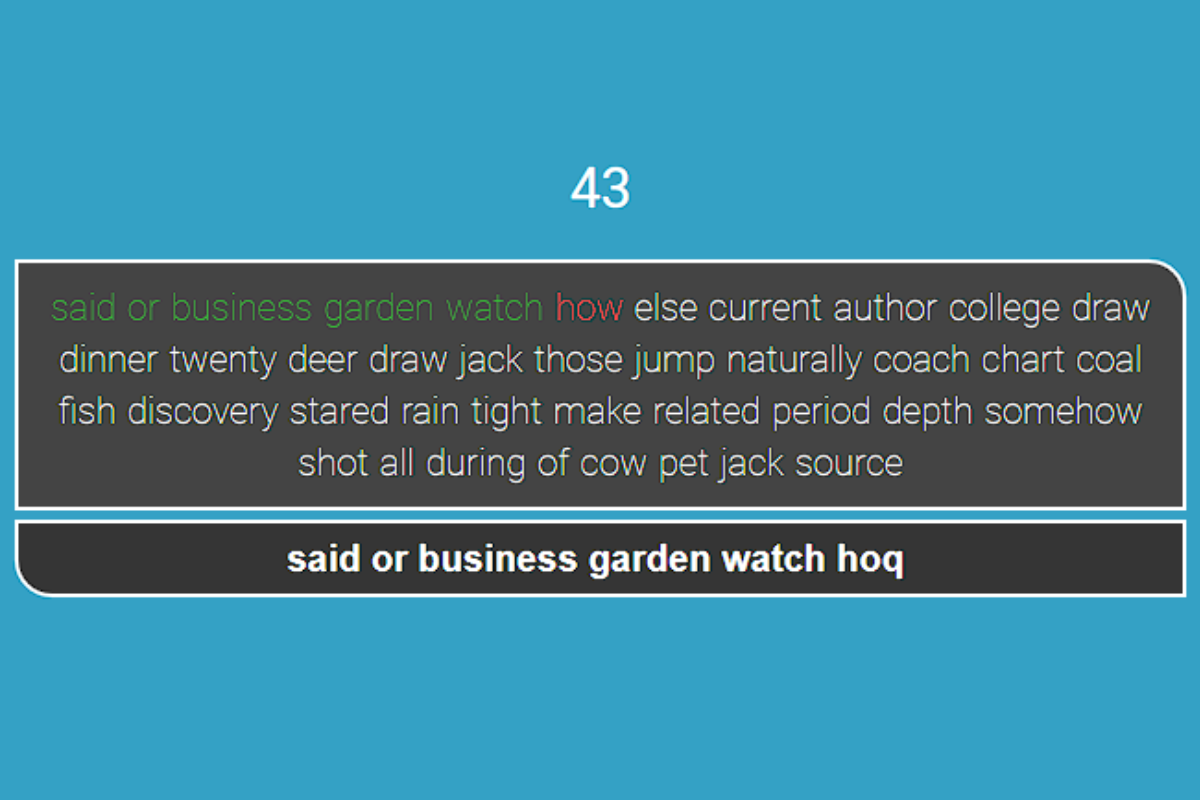 43
said or business garden watch how else current author college draw
dinner twenty deer draw jack those jump naturally coach chart coal
fish discovery stared rain tight make related period depth somehow
shot all during of cow pet jack source
said or business garden watch hoq